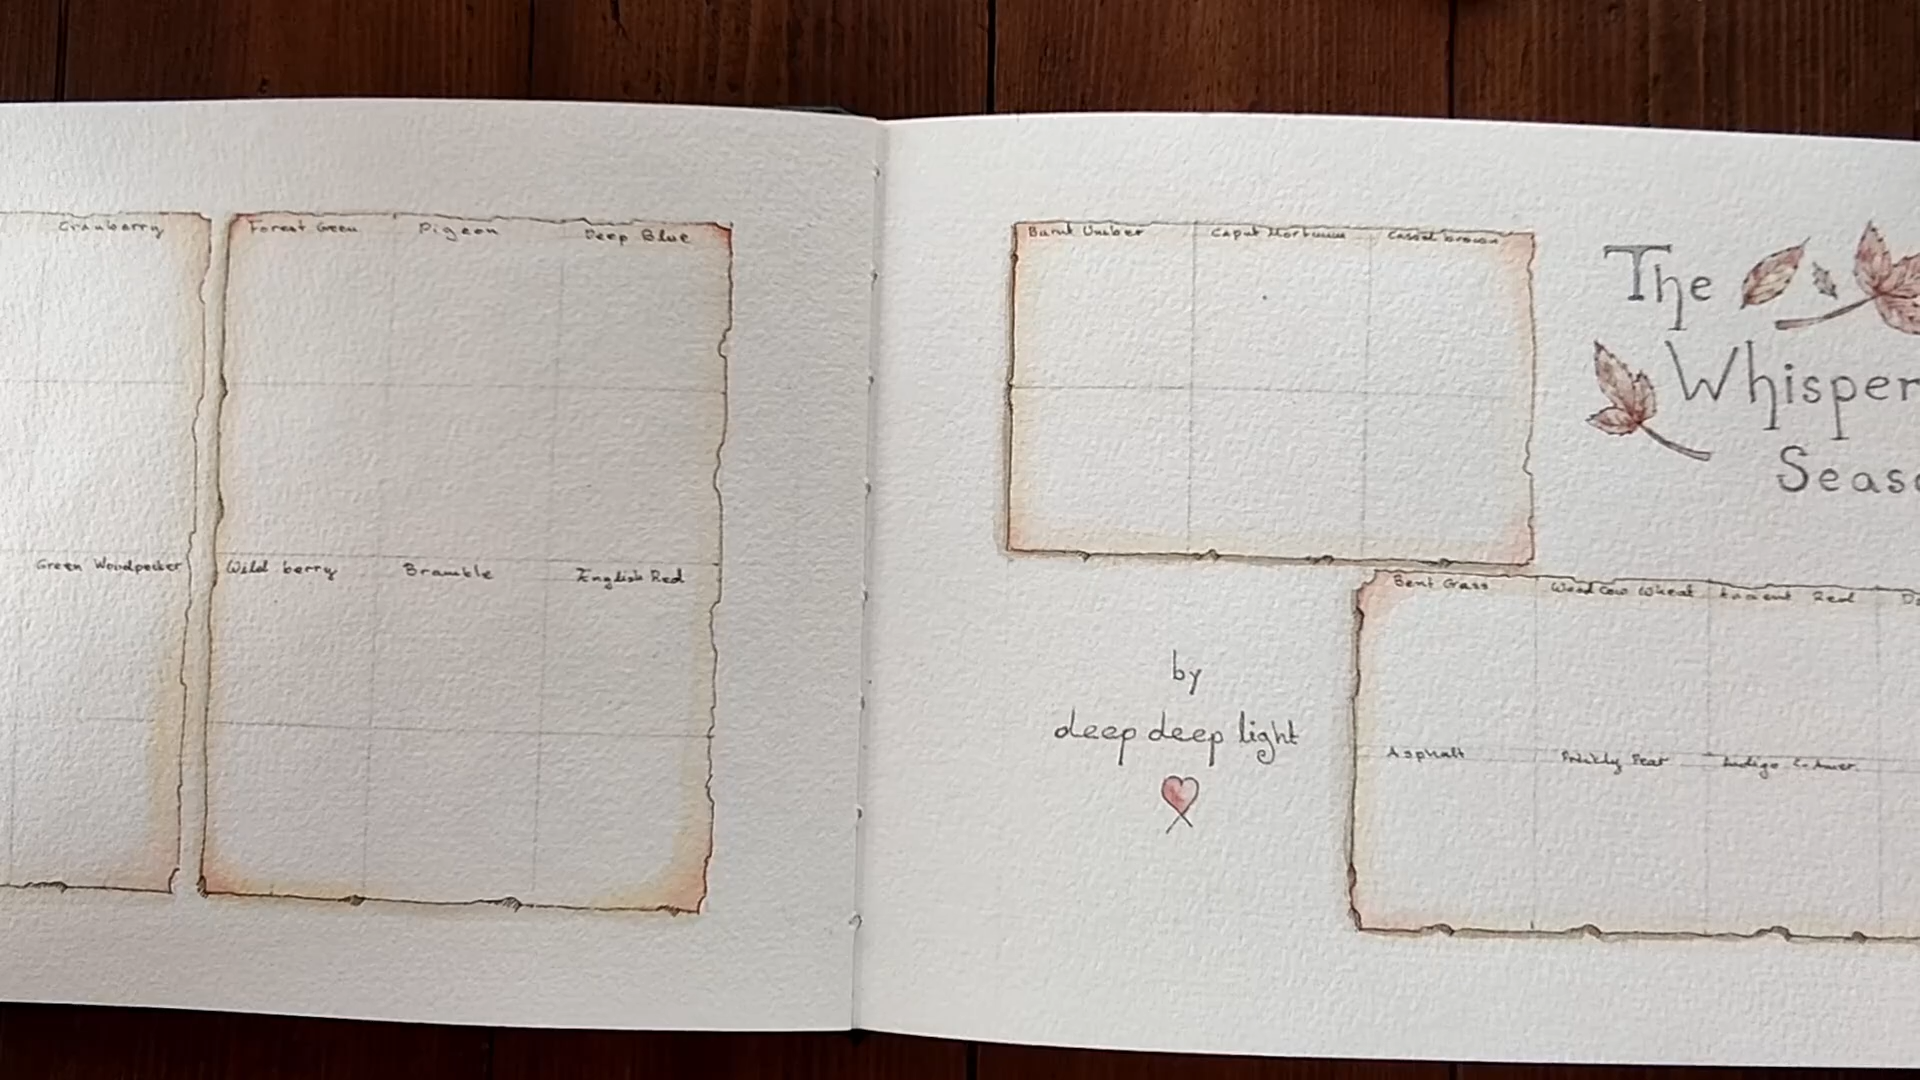 Cranberry
Green Woodpecker
Forest Green Pigeon Deep Blue
Wild berry Bramble English Red
Burnt Umber Caput Mortuum Cassel brown
The
Whisper
Seas
by
deep deep light
Bent Grass Wood Cow Wheat Ancient Red
Asphalt Prickly Pear Indigo